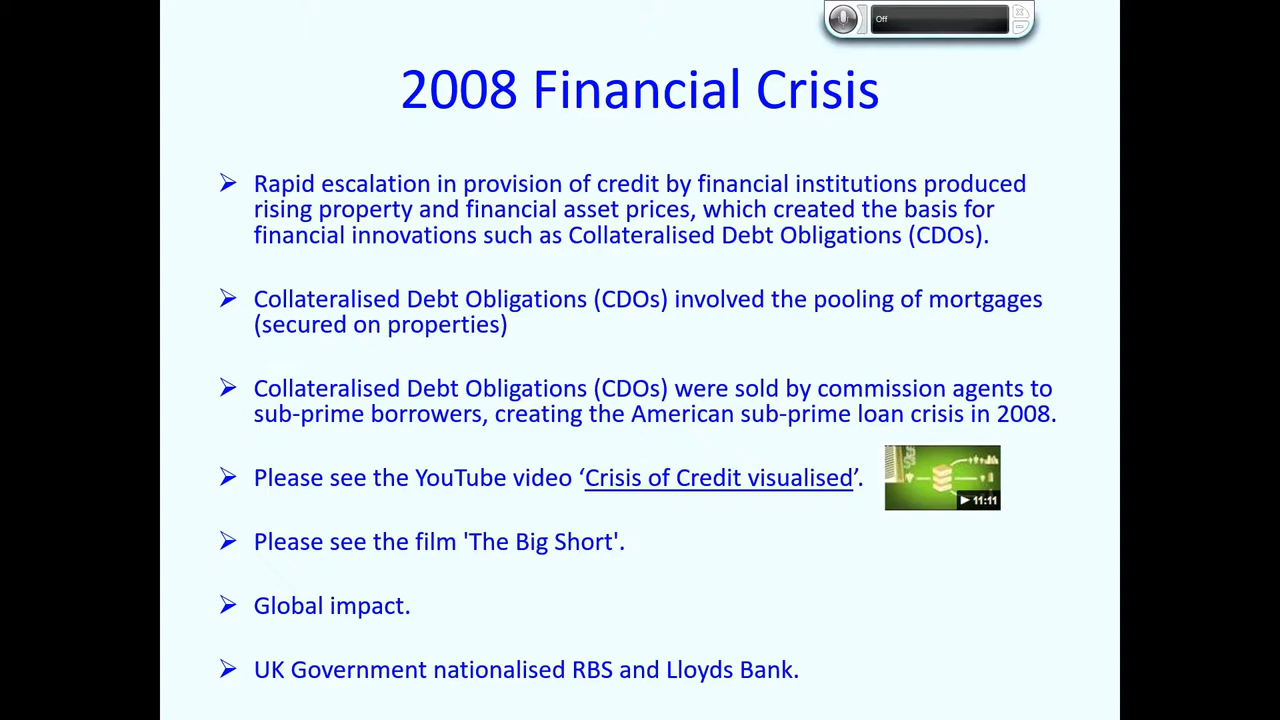 Off
2008 Financial Crisis
➢ Rapid escalation in provision of credit by financial institutions produced
rising property and financial asset prices, which created the basis for
financial innovations such as Collateralised Debt Obligations (CDOs).
➢ Collateralised Debt Obligations (CDOs) involved the pooling of mortgages
(secured on properties)
➢ Collateralised Debt Obligations (CDOs) were sold by commission agents to
sub-prime borrowers, creating the American sub-prime loan crisis in 2008.
➢ Please see the YouTube video ‘Crisis of Credit visualised’.
11:11
➢ Please see the film 'The Big Short'.
➢ Global impact.
➢ UK Government nationalised RBS and Lloyds Bank.